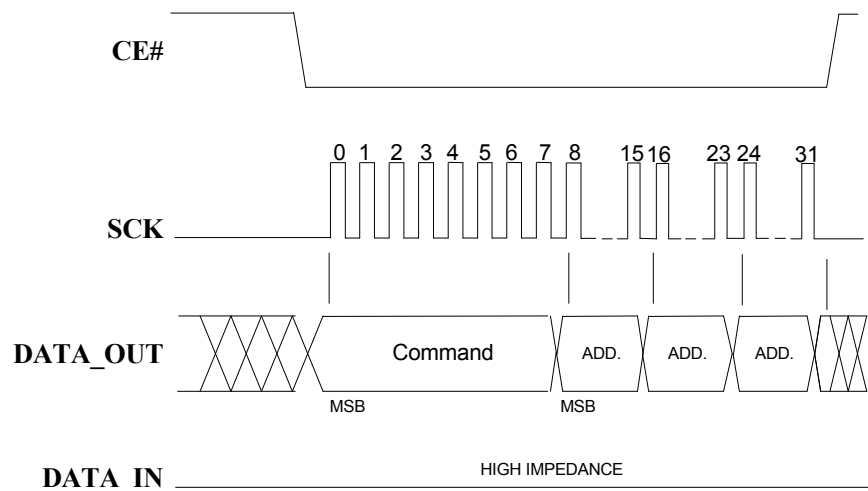 CE#
0 1 2 3 4 5 6 7 8 15 16 23 24 31
SCK
DATA_OUT Command ADD. ADD. ADD.
MSB MSB
HIGH IMPEDANCE
DATA_IN